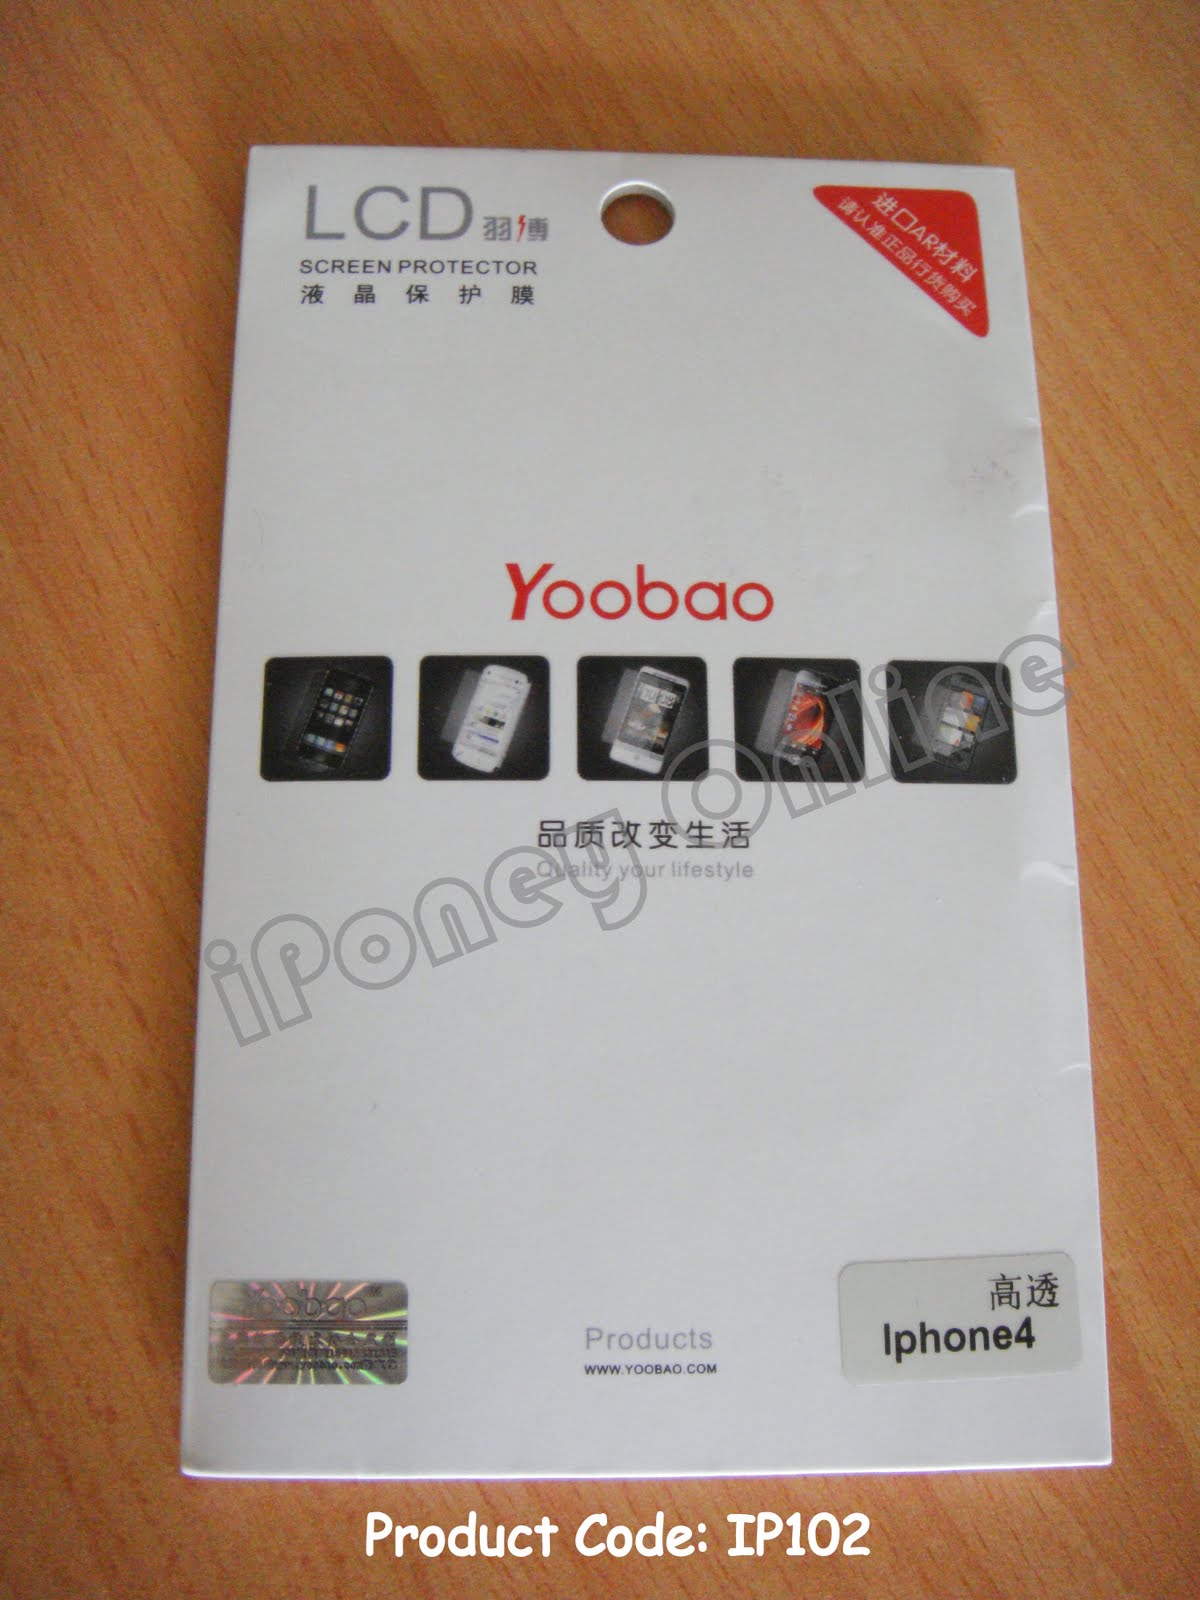 LCD 羽博
SCREEN PROTECTOR
液晶保护膜
进口AR材料
请认准正品行货购买
Yoobao
品质改变生活
Quality your lifestyle
iPoney Online
Yoobao
Products
WWW.YOOBAO.COM
高透
Iphone4
Product Code: IP102